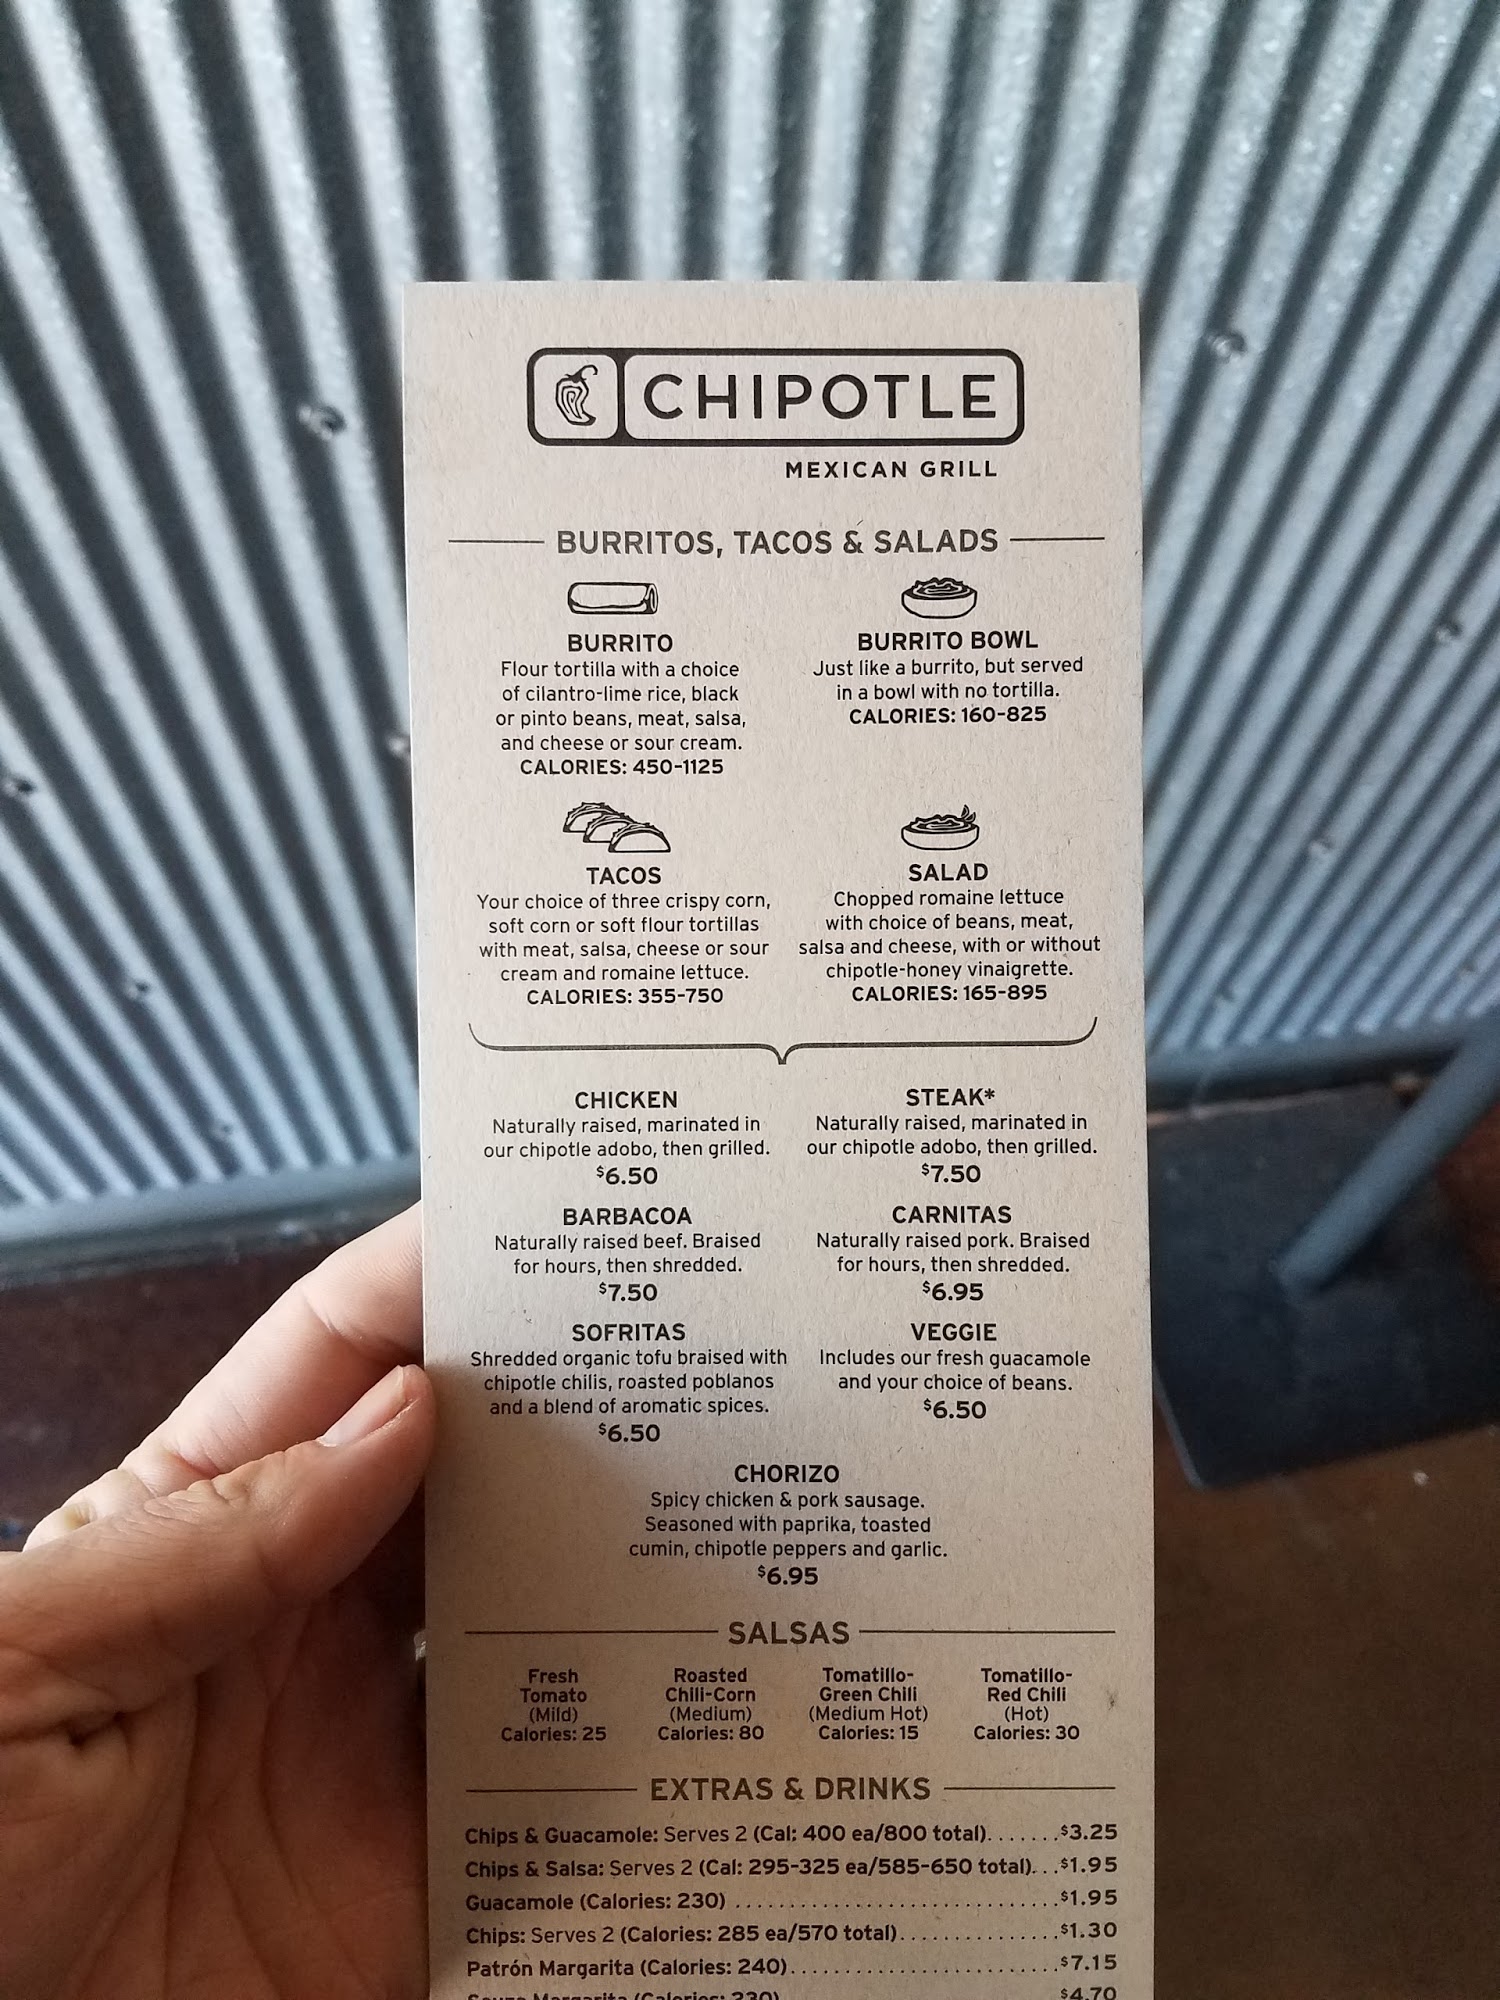 CHIPOTLE
MEXICAN GRILL
BURRITOS, TACOS & SALADS
BURRITO
Flour tortilla with a choice
of cilantro-lime rice, black
or pinto beans, meat, salsa,
and cheese or sour cream.
CALORIES: 450-1125
BURRITO BOWL
Just like a burrito, but served
in a bowl with no tortilla.
CALORIES: 160-825
TACOS
Your choice of three crispy corn,
soft corn or soft flour tortillas
with meat, salsa, cheese or sour
cream and romaine lettuce.
CALORIES: 355-750
SALAD
Chopped romaine lettuce
with choice of beans, meat,
salsa and cheese, with or without
chipotle-honey vinaigrette.
CALORIES: 165-895
CHICKEN
Naturally raised, marinated in
our chipotle adobo, then grilled.
$6.50
STEAK*
Naturally raised, marinated in
our chipotle adobo, then grilled.
$7.50
BARBACOA
Naturally raised beef. Braised
for hours, then shredded.
$7.50
CARNITAS
Naturally raised pork. Braised
for hours, then shredded.
$6.95
SOFRITAS
Shredded organic tofu braised with
chipotle chilis, roasted poblanos
and a blend of aromatic spices.
$6.50
VEGGIE
Includes our fresh guacamole
and your choice of beans.
$6.50
CHORIZO
Spicy chicken & pork sausage.
Seasoned with paprika, toasted
cumin, chipotle peppers and garlic.
$6.95
SALSAS
Fresh
Tomato
(Mild)
Calories: 25
Roasted
Chili-Corn
(Medium)
Calories: 80
Tomatillo-
Green Chili
(Medium Hot)
Calories: 15
Tomatillo-
Red Chili
(Hot)
Calories: 30
EXTRAS & DRINKS
Chips & Guacamole: Serves 2 (Cal: 400 ea/800 total).......$3.25
Chips & Salsa: Serves 2 (Cal: 295-325 ea/585-650 total)...$1.95
Guacamole (Calories: 230) ..............................$1.95
Chips: Serves 2 (Calories: 285 ea/570 total)...............$1.30
Patrón Margarita (Calories: 240).........................$7.15
Margarita (Calories: 230) $4.70